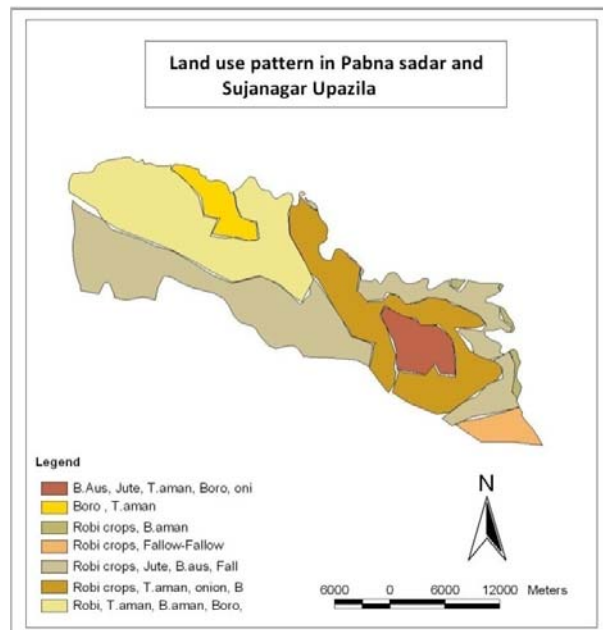 Land use pattern in Pabna sadar and
Sujanagar Upazila
Legend
B.Aus, Jute, T.aman, Boro, oni
Boro , T.aman
Robi crops, B.aman
Robi crops, Fallow-Fallow
Robi crops, Jute, B.aus, Fall
Robi crops, T.aman, onion, B
Robi, T.aman, B.aman, Boro,
N
6000 0 6000 12000 Meters